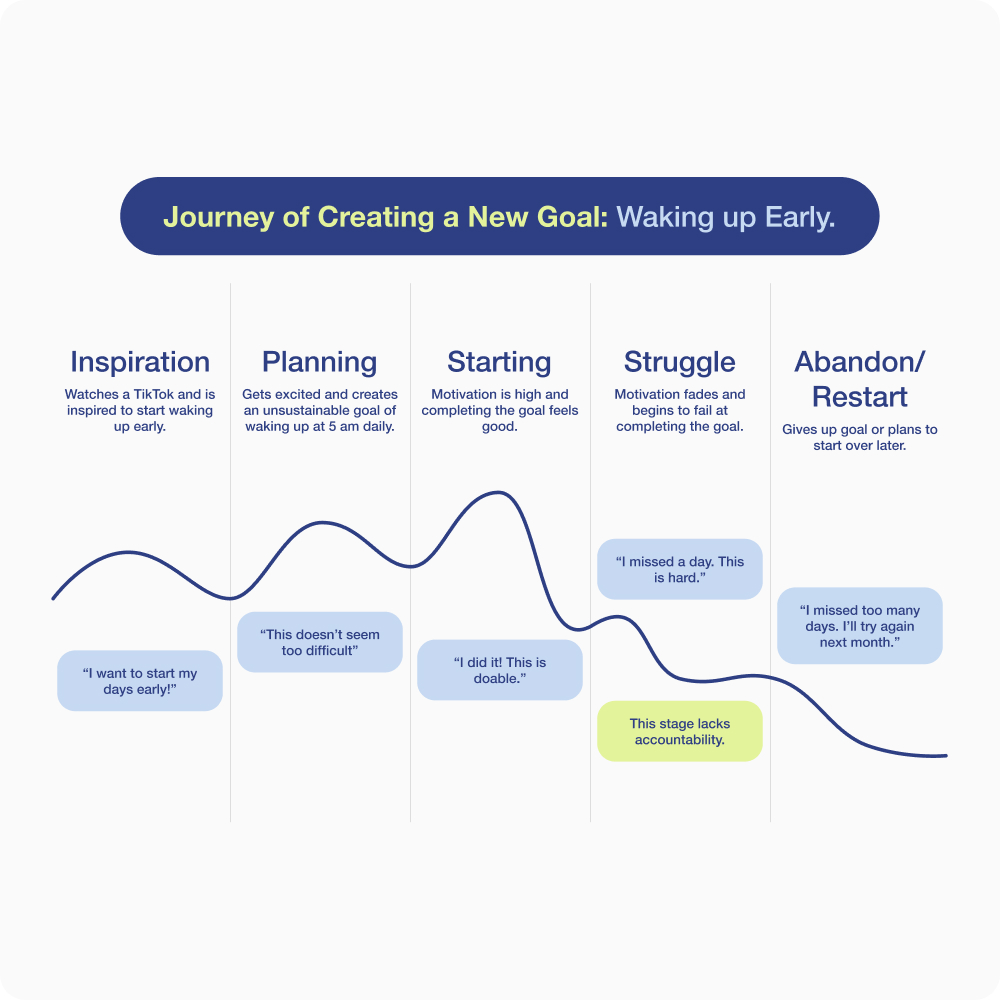 Journey of Creating a New Goal: Waking up Early.
Inspiration
Watches a TikTok and is
inspired to start waking
up early.
Planning
Gets excited and creates
an unsustainable goal of
waking up at 5 am daily.
Starting
Motivation is high and
completing the goal feels
good.
Struggle
Motivation fades and
begins to fail at
completing the goal.
Abandon/
Restart
Gives up goal or plans to
start over later.
“I want to start my
days early!”
“This doesn’t seem
too difficult”
“I did it! This is
doable.”
“I missed a day. This
is hard.”
This stage lacks
accountability.
“I missed too many
days. I’ll try again
next month.”